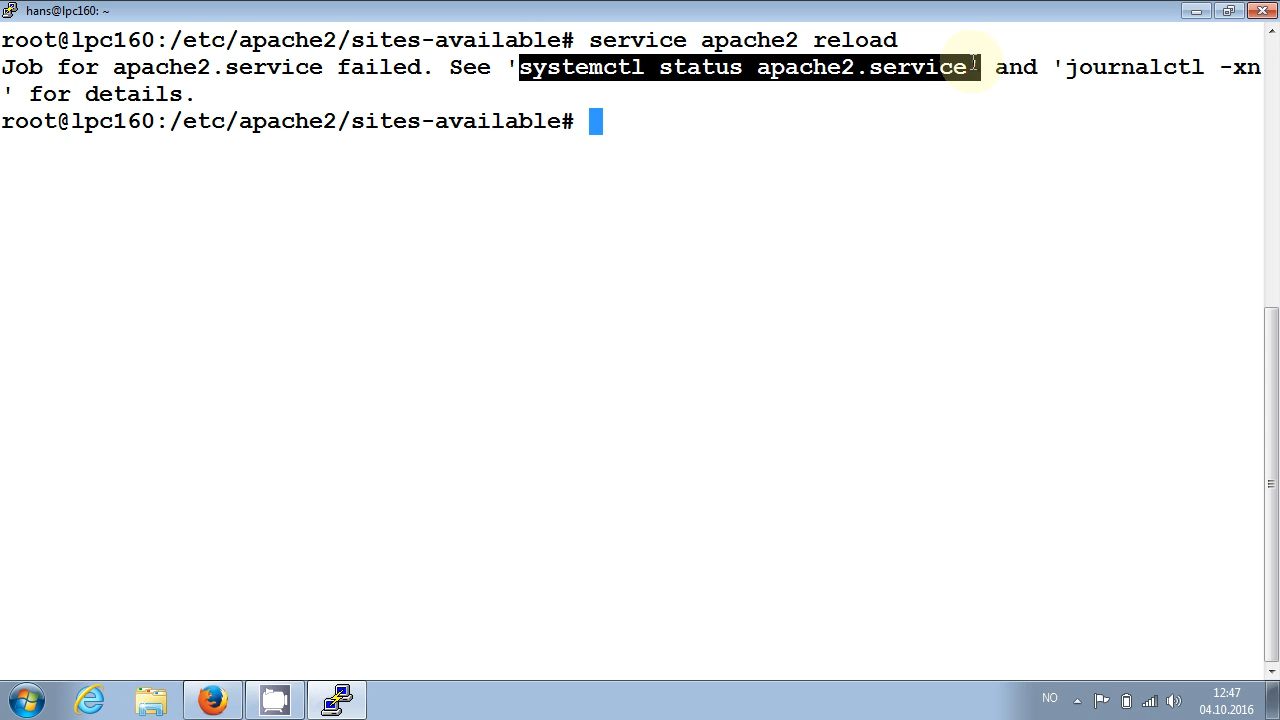 hans@lpc160: ~
root@lpc160:/etc/apache2/sites-available# service apache2 reload
Job for apache2.service failed. See 'systemctl status apache2.service' and 'journalctl -xn
' for details.
root@lpc160:/etc/apache2/sites-available#
NO
12:47
04.10.2016